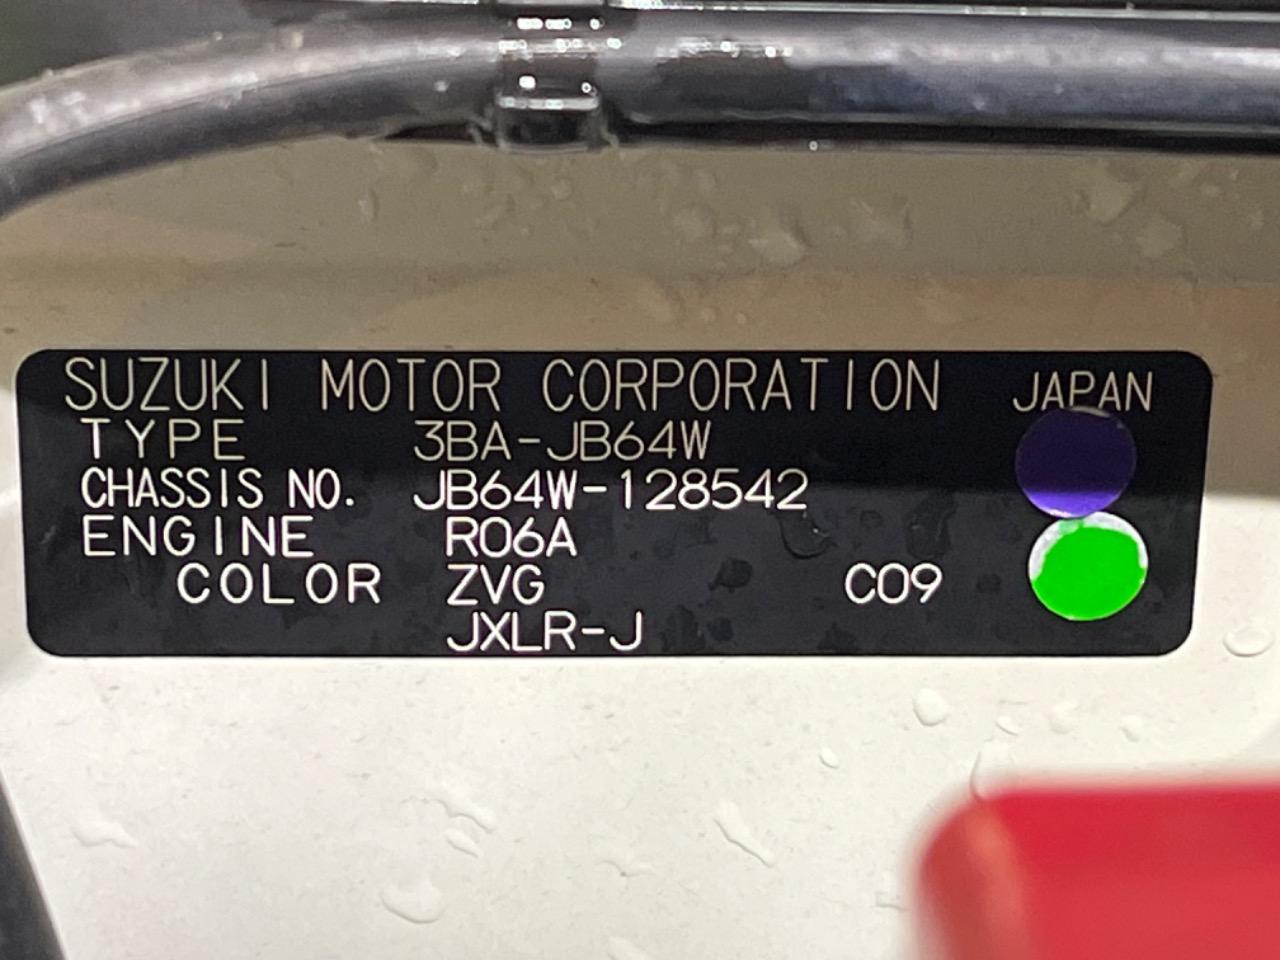 SUZUKI MOTOR CORPORATION JAPAN
TYPE 3BA-JB64W
CHASSIS NO. JB64W-128542
ENGINE R06A
COLOR ZVG C09
JXLR-J